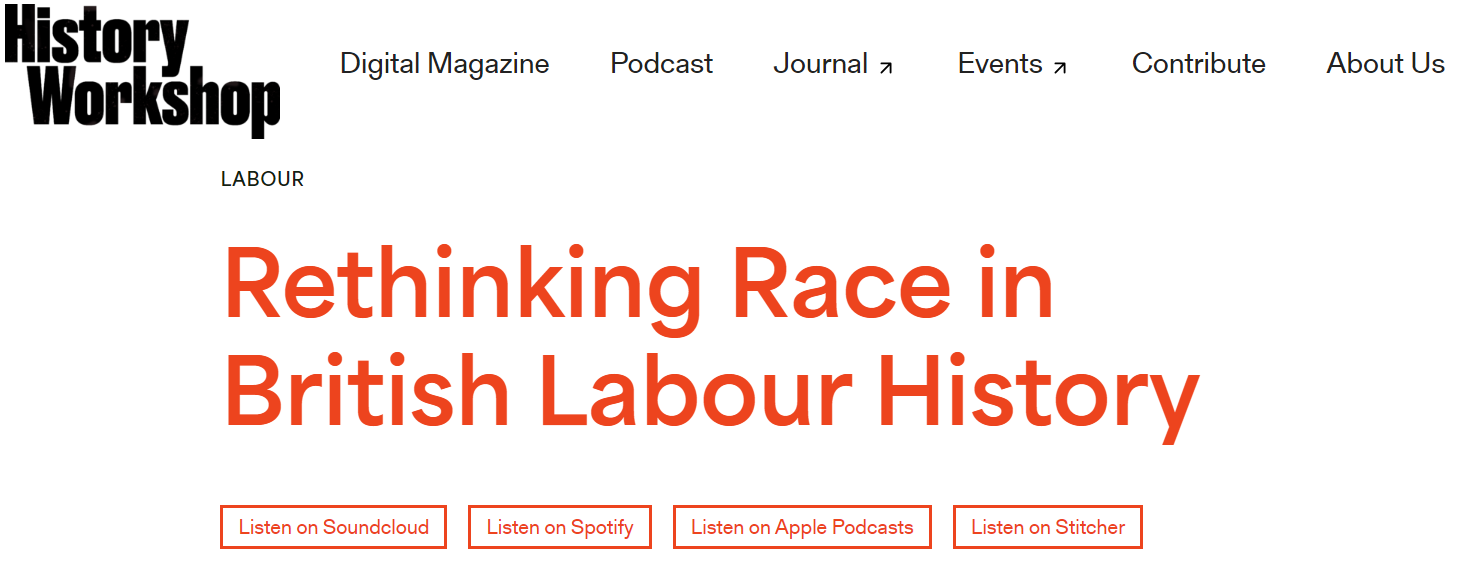 History
Workshop
Digital Magazine Podcast Journal ↗ Events ↗ Contribute About Us
LABOUR
Rethinking Race in
British Labour History
Listen on Soundcloud Listen on Spotify Listen on Apple Podcasts Listen on Stitcher